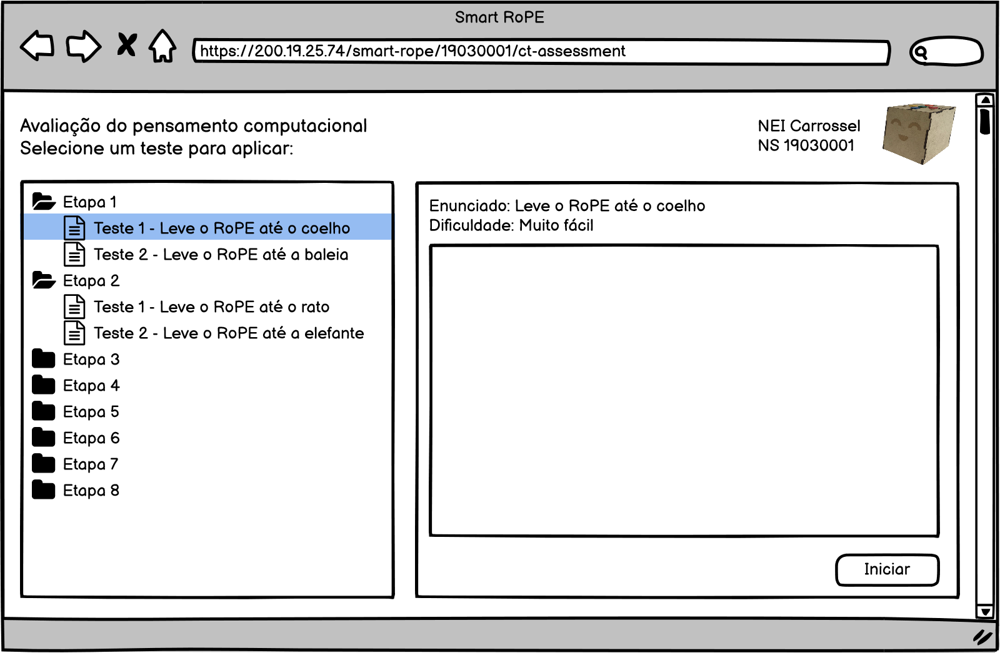 Smart RoPE
https://200.19.25.74/smart-rope/19030001/ct-assessment
Avaliação do pensamento computacional
Selecione um teste para aplicar:
NEI Carrossel
NS 19030001
Etapa 1
Teste 1 - Leve o RoPE até o coelho
Teste 2 - Leve o RoPE até a baleia
Etapa 2
Teste 1 - Leve o RoPE até o rato
Teste 2 - Leve o RoPE até a elefante
Etapa 3
Etapa 4
Etapa 5
Etapa 6
Etapa 7
Etapa 8
Enunciado: Leve o RoPE até o coelho
Dificuldade: Muito fácil
Iniciar